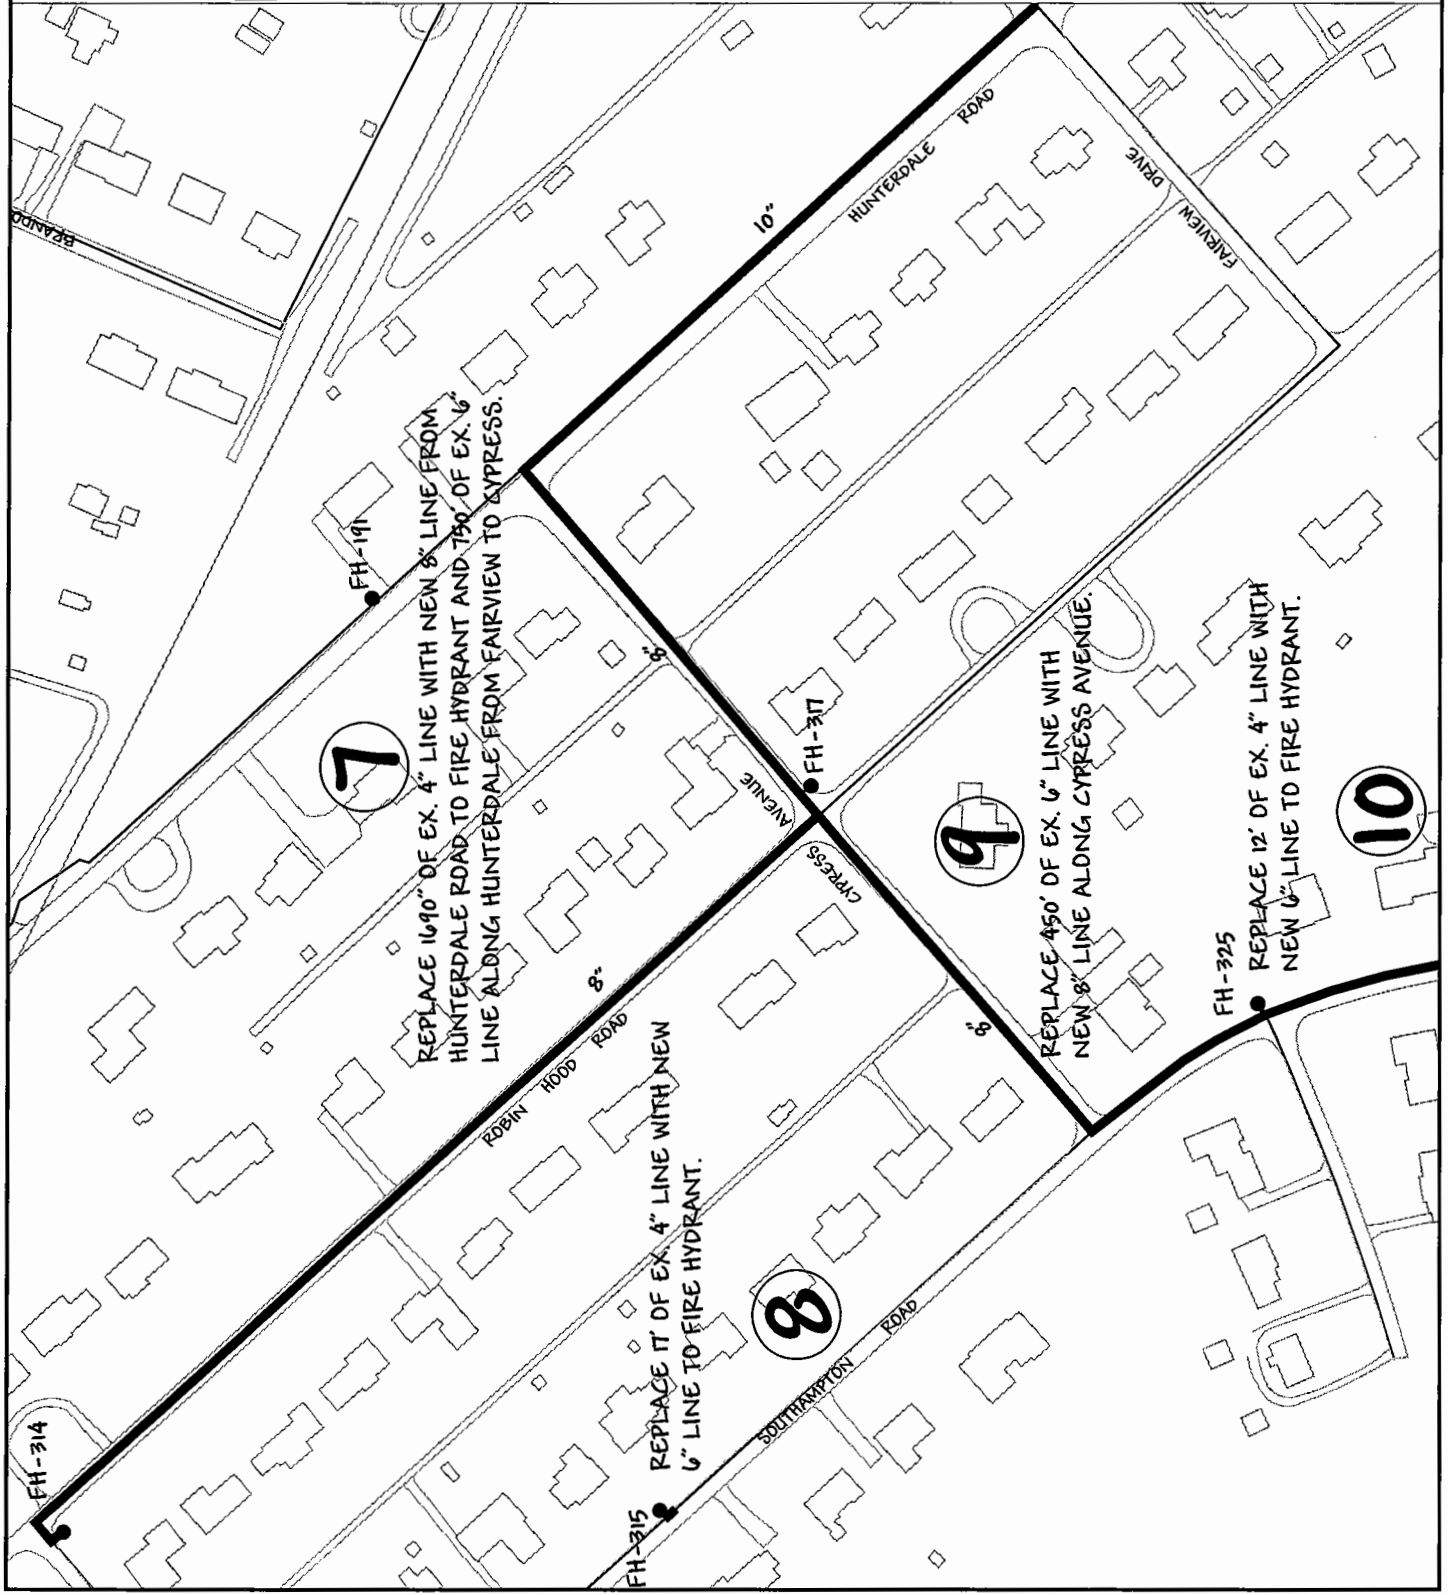 BRANDO
HUNTERDALE ROAD
10"
FAIRVIEW DRIVE
FH-191
7
REPLACE 1690" OF EX. 4" LINE WITH NEW 8" LINE FROM
HUNTERDALE ROAD TO FIRE HYDRANT AND 750' OF EX. 6"
LINE ALONG HUNTERDALE FROM FAIRVIEW TO CYPRESS.
8"
CYPRESS AVENUE
FH-317
8"
ROBIN HOOD ROAD
9
REPLACE 450' OF EX. 6" LINE WITH
NEW 8" LINE ALONG CYPRESS AVENUE.
8"
FH-325
REPLACE 12' OF EX. 4" LINE WITH
NEW 6" LINE TO FIRE HYDRANT.
10
FH-314
FH-315
REPLACE 17' OF EX. 4" LINE WITH NEW
6" LINE TO FIRE HYDRANT.
8
SOUTHAMPTON ROAD